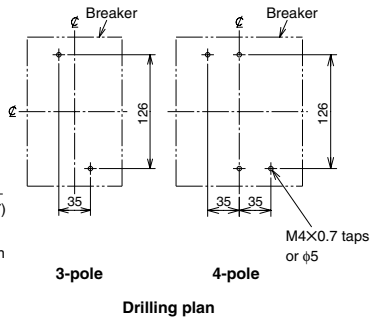 Breaker
Breaker
℄
℄
℄
126
126
35
35
35
)
n
M4×0.7 taps
or ϕ5
3-pole
4-pole
Drilling plan